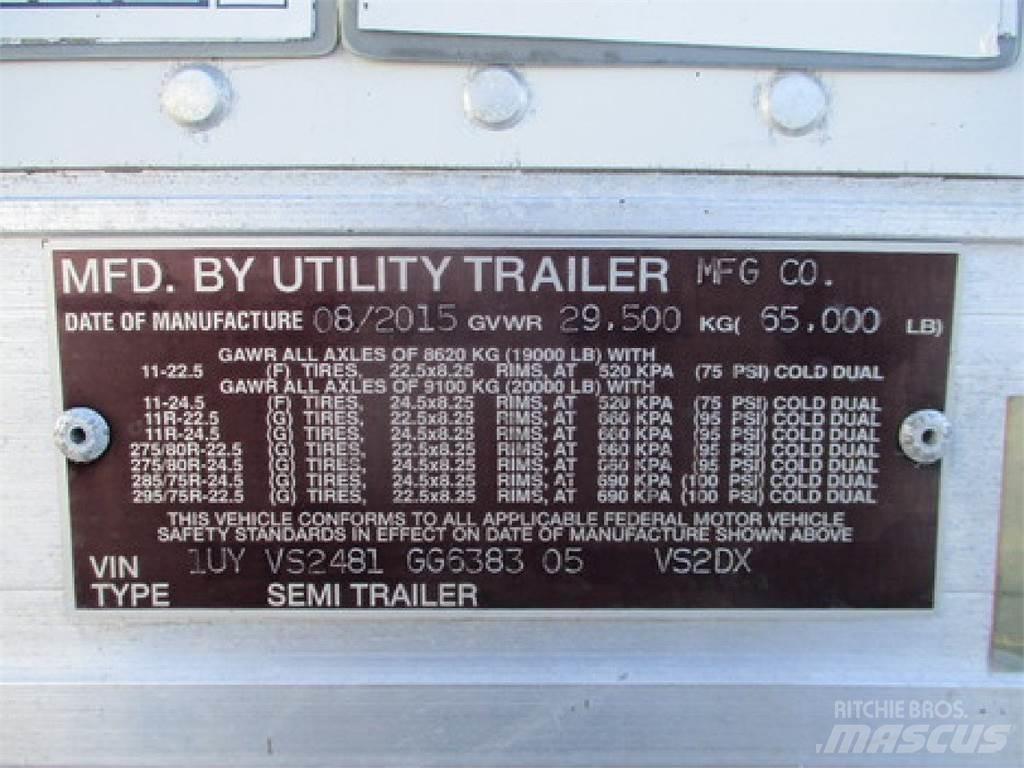 MFD. BY UTILITY TRAILER MFG CO.
DATE OF MANUFACTURE 08/2015 GVWR 29,500 KG( 65,000 LB)
GAWR ALL AXLES OF 8620 KG (19000 LB) WITH
11-22.5 (F) TIRES, 22.5x8.25 RIMS, AT 520 KPA (75 PSI) COLD DUAL
GAWR ALL AXLES OF 9100 KG (20000 LB) WITH
11-24.5 (F) TIRES, 24.5x8.25 RIMS, AT 520 KPA (75 PSI) COLD DUAL
11R-22.5 (G) TIRES, 22.5x8.25 RIMS, AT 660 KPA (95 PSI) COLD DUAL
11R-24.5 (G) TIRES, 24.5x8.25 RIMS, AT 660 KPA (95 PSI) COLD DUAL
275/80R-22.5 (G) TIRES, 22.5x8.25 RIMS, AT 660 KPA (95 PSI) COLD DUAL
275/80R-24.5 (G) TIRES, 24.5x8.25 RIMS, AT 660 KPA (95 PSI) COLD DUAL
285/75R-24.5 (G) TIRES, 24.5x8.25 RIMS, AT 690 KPA (100 PSI) COLD DUAL
295/75R-22.5 (G) TIRES, 22.5x8.25 RIMS, AT 690 KPA (100 PSI) COLD DUAL
THIS VEHICLE CONFORMS TO ALL APPLICABLE FEDERAL MOTOR VEHICLE
SAFETY STANDARDS IN EFFECT ON DATE OF MANUFACTURE SHOWN ABOVE
VIN 1UY VS2481 GG6383 05 VS2DX
TYPE SEMI TRAILER
RITCHIE BROS.
MASCUS